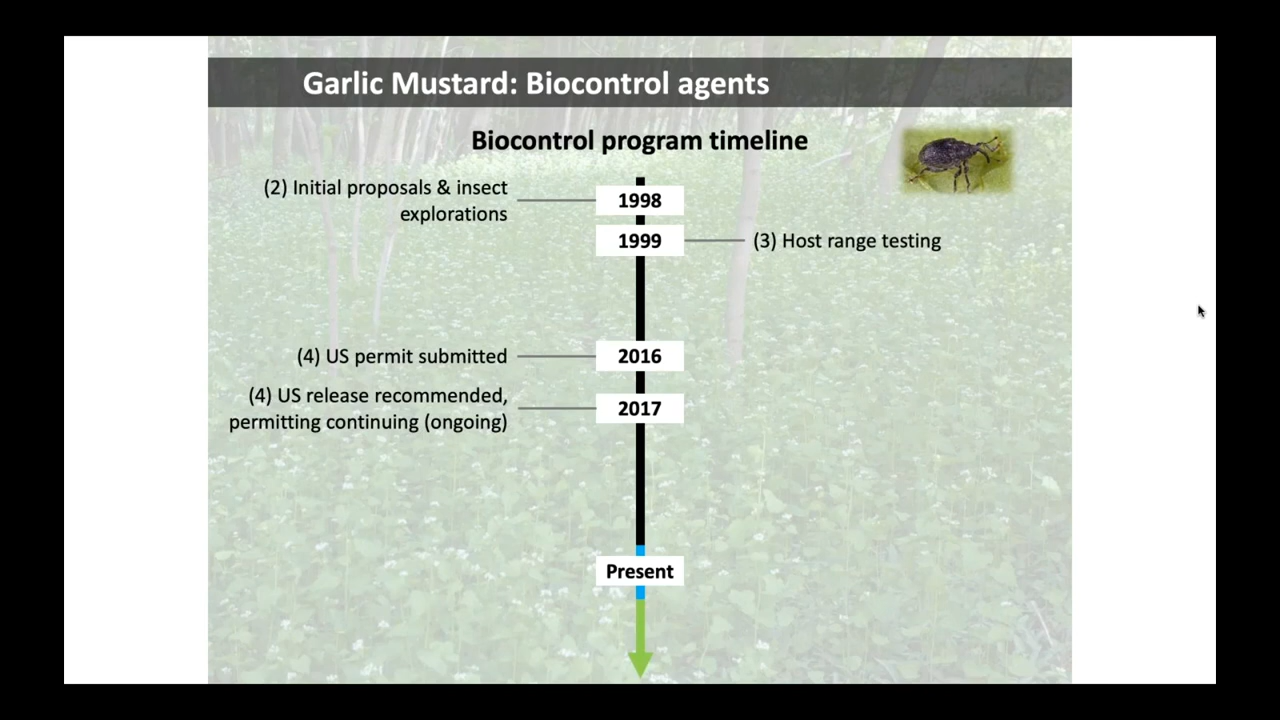 Garlic Mustard: Biocontrol agents
Biocontrol program timeline
(2) Initial proposals & insect
explorations
1998
1999
(3) Host range testing
(4) US permit submitted
2016
(4) US release recommended,
permitting continuing (ongoing)
2017
Present